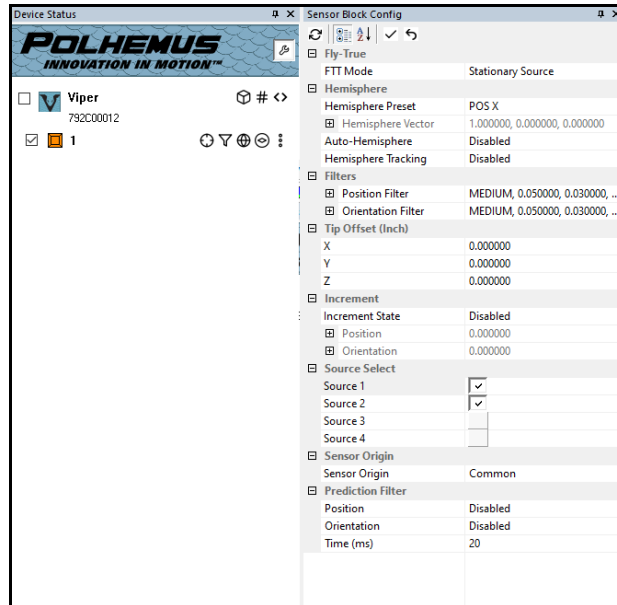 Device Status
POLHEMUS
INNOVATION IN MOTION™
Viper
792C00012
1
Sensor Block Config
Fly-True
FTT Mode Stationary Source
Hemisphere
Hemisphere Preset POS X
Hemisphere Vector 1.000000, 0.000000, 0.000000
Auto-Hemisphere Disabled
Hemisphere Tracking Disabled
Filters
Position Filter MEDIUM, 0.050000, 0.030000, ..
Orientation Filter MEDIUM, 0.050000, 0.030000, ..
Tip Offset (Inch)
X 0.000000
Y 0.000000
Z 0.000000
Increment
Increment State Disabled
Position 0.000000
Orientation 0.000000
Source Select
Source 1
Source 2
Source 3
Source 4
Sensor Origin
Sensor Origin Common
Prediction Filter
Position Disabled
Orientation Disabled
Time (ms) 20